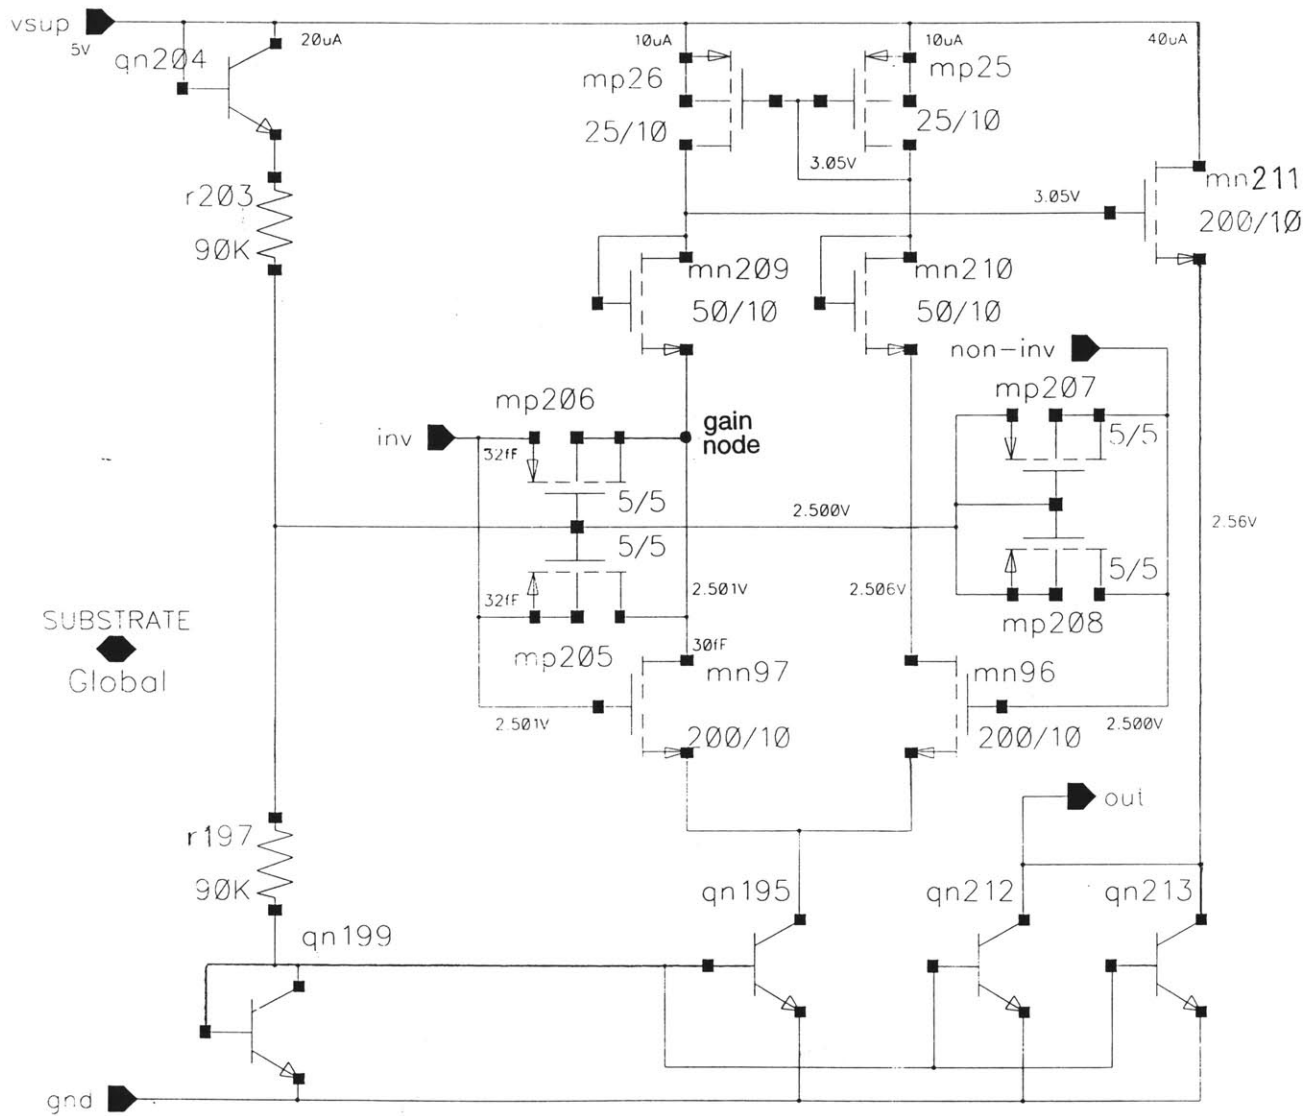 vsup
5V
qn204
20uA
10uA
mp26
25/10
10uA
mp25
25/10
40uA
3.05V
3.05V
mn211
200/10
r203
90K
mn209
50/10
mn210
50/10
non-inv
mp207
5/5
mp206
inv
32fF
gain
node
5/5
2.500V
5/5
2.56V
32fF
mp205
2.501V
2.506V
5/5
mp208
SUBSTRATE
Global
30fF
mn97
mn96
2.501V
200/10
200/10
2.500V
out
r197
90K
qn199
qn195
qn212
qn213
gnd